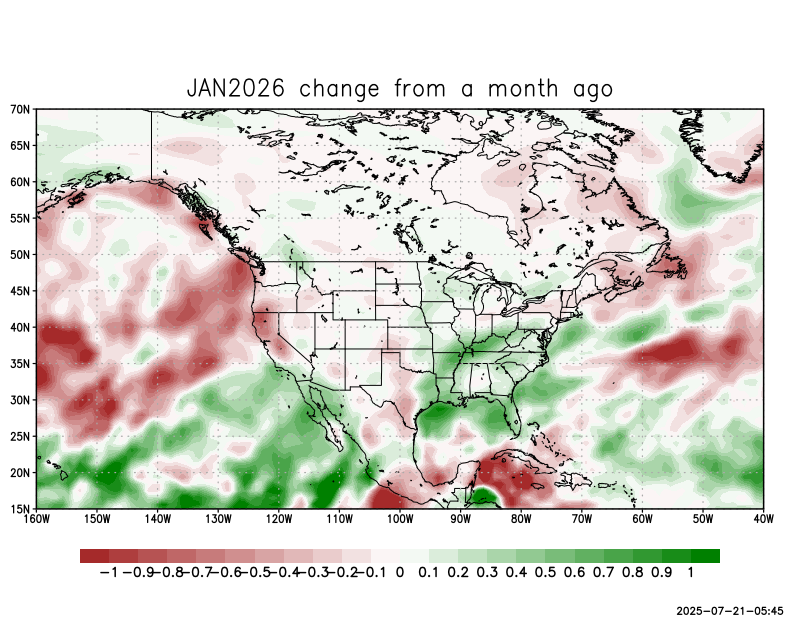 JAN2026 change from a month ago
70N
65N
60N
55N
50N
45N
40N
35N
30N
25N
20N
15N
160W 150W 140W 130W 120W 110W 100W 90W 80W 70W 60W 50W 40W
-1 -0.9 -0.8 -0.7 -0.6 -0.5 -0.4 -0.3 -0.2 -0.1 0 0.1 0.2 0.3 0.4 0.5 0.6 0.7 0.8 0.9 1
2025-07-21-05:45